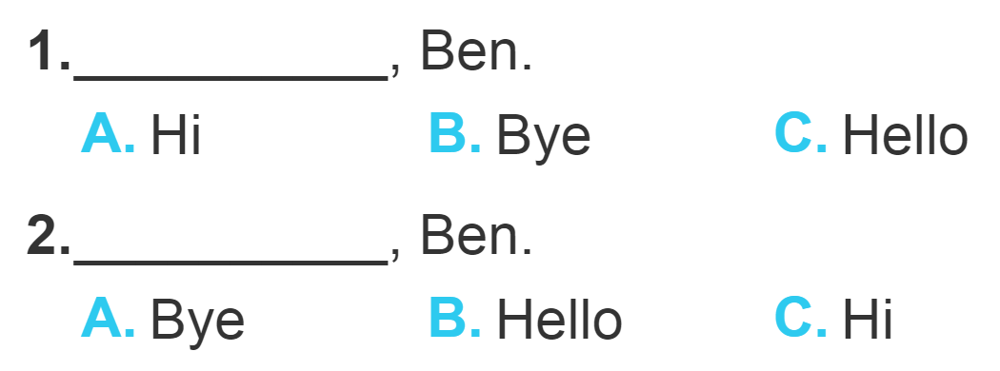 1.__________, Ben.
A. Hi B. Bye C. Hello
2.__________, Ben.
A. Bye B. Hello C. Hi